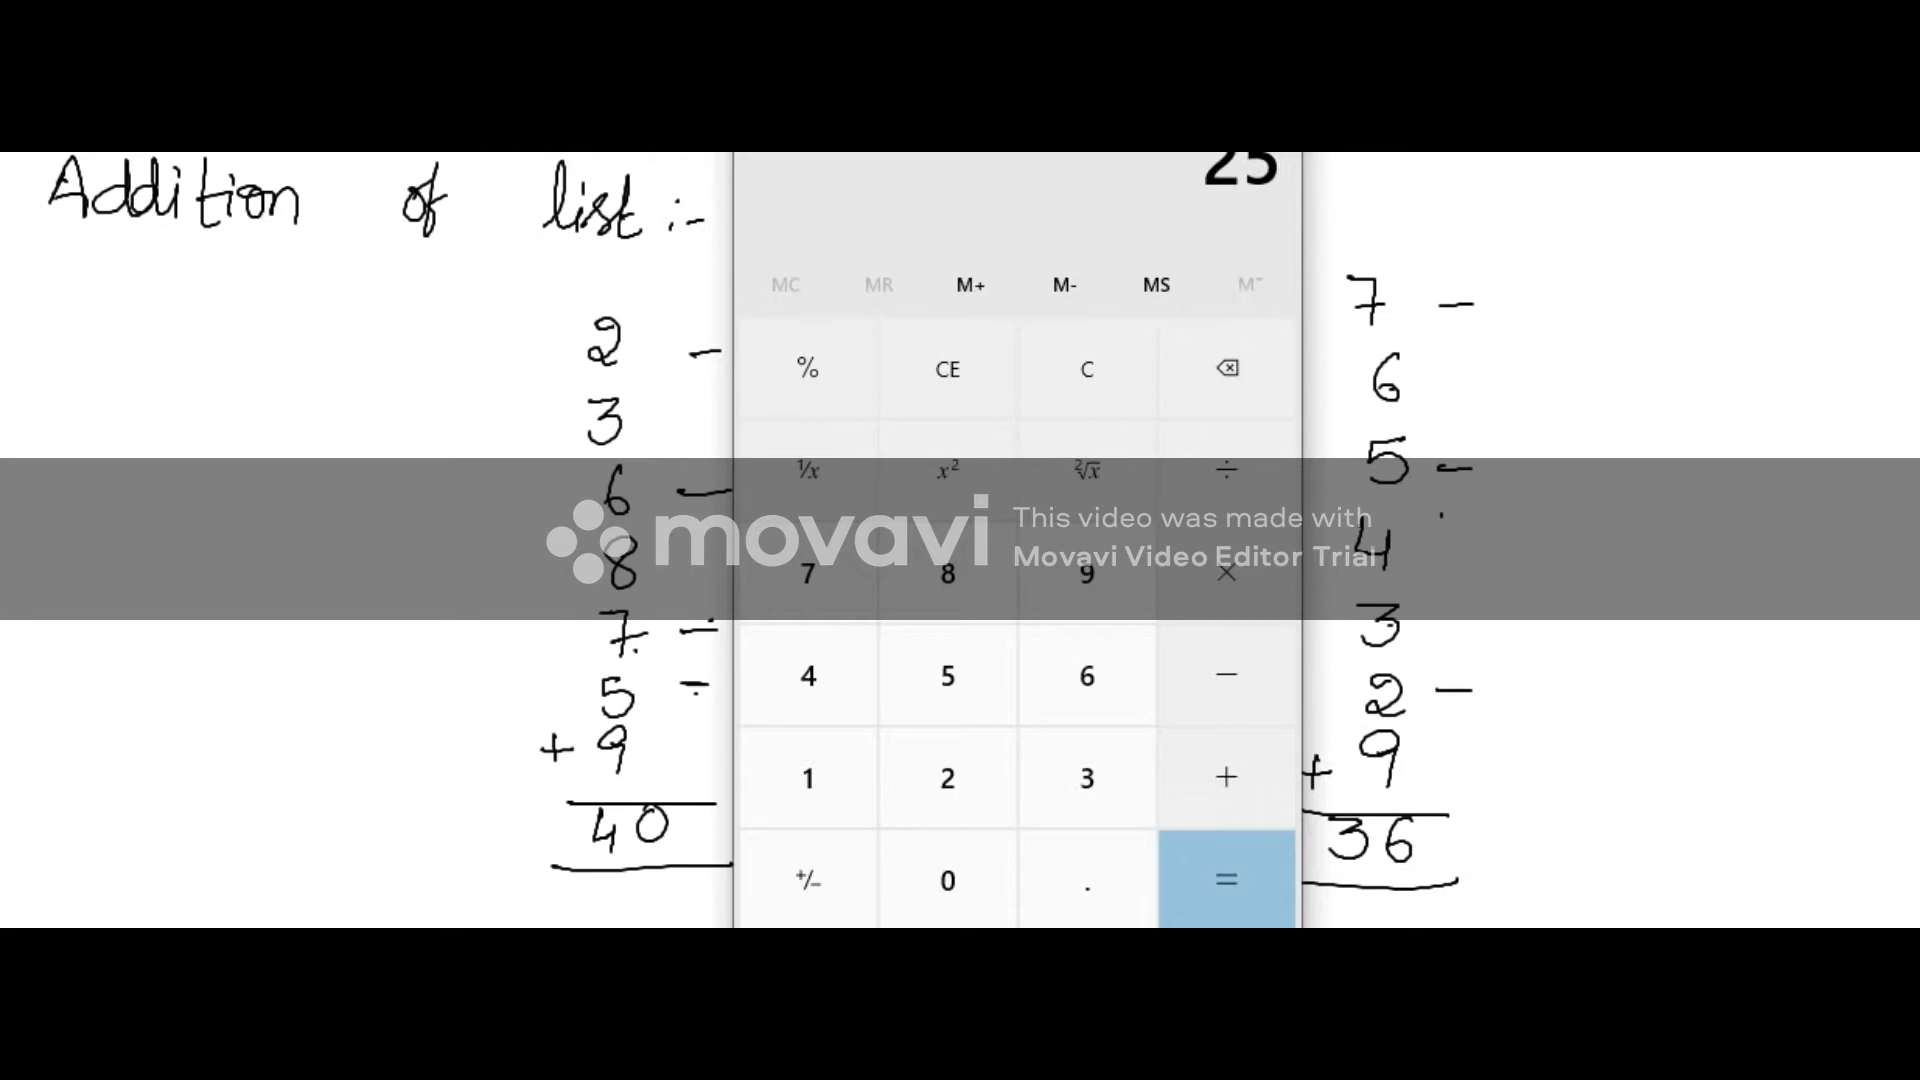 Addition of list :-
2 -
3
6 -
8
7 -
5 -
+ 9
40
25
MC MR M+ M- MS M˅
% CE C ⌫
¹/x x² ²√x ÷
7 8 9 ×
4 5 6 −
1 2 3 +
+/− 0 . =
7 -
6
5 -
4
3
2 -
+ 9
36
movavi
This video was made with
Movavi Video Editor Trial